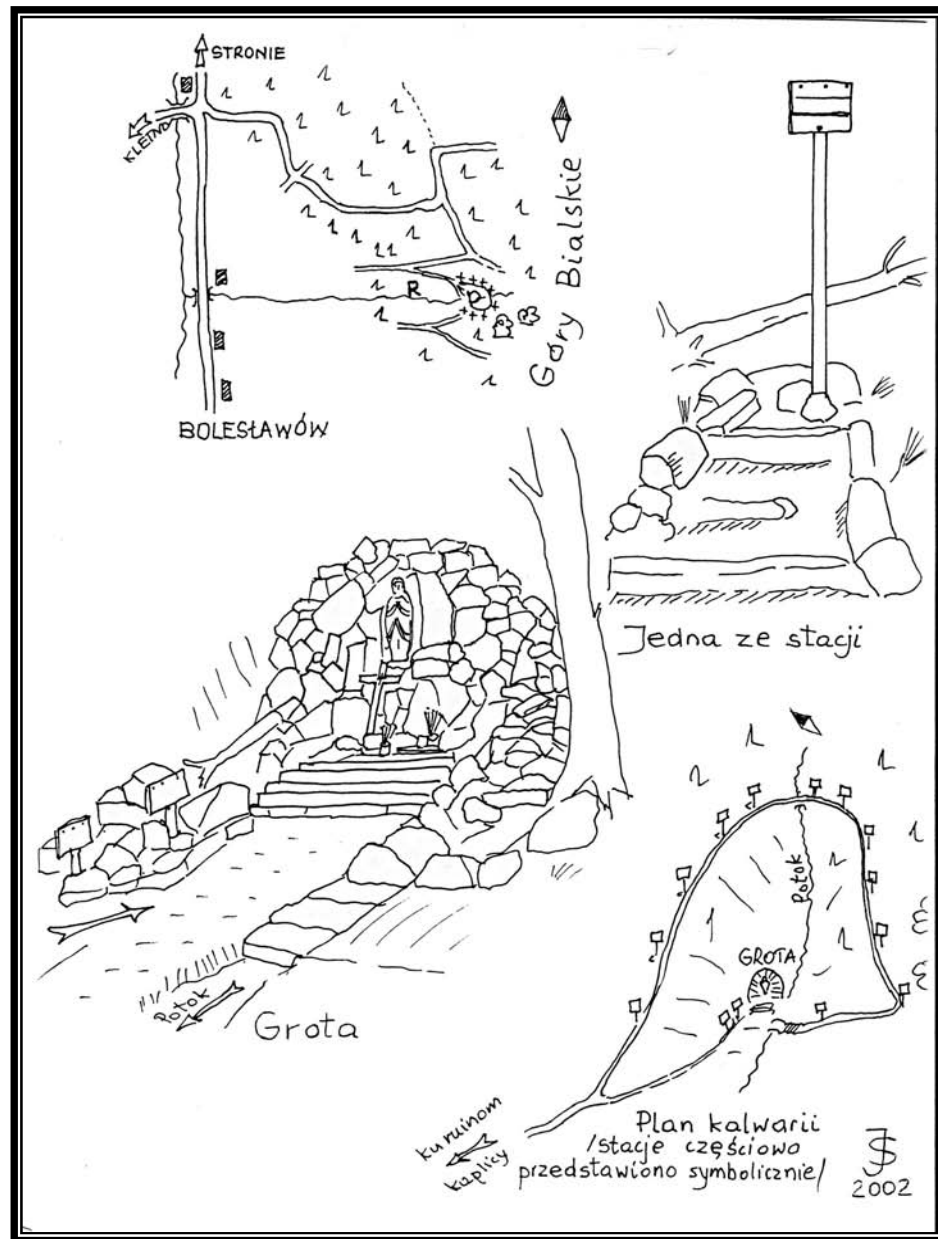 STRONIE
KLETNO
Góry Bialskie
R
BOLESŁAWÓW
Jedna ze stacji
Potok
Grota
Potok
GROTA
ku ruinom
kaplicy
Plan kalwarii
/stacje częściowo
przedstawiono symbolicznie/
JS
2002